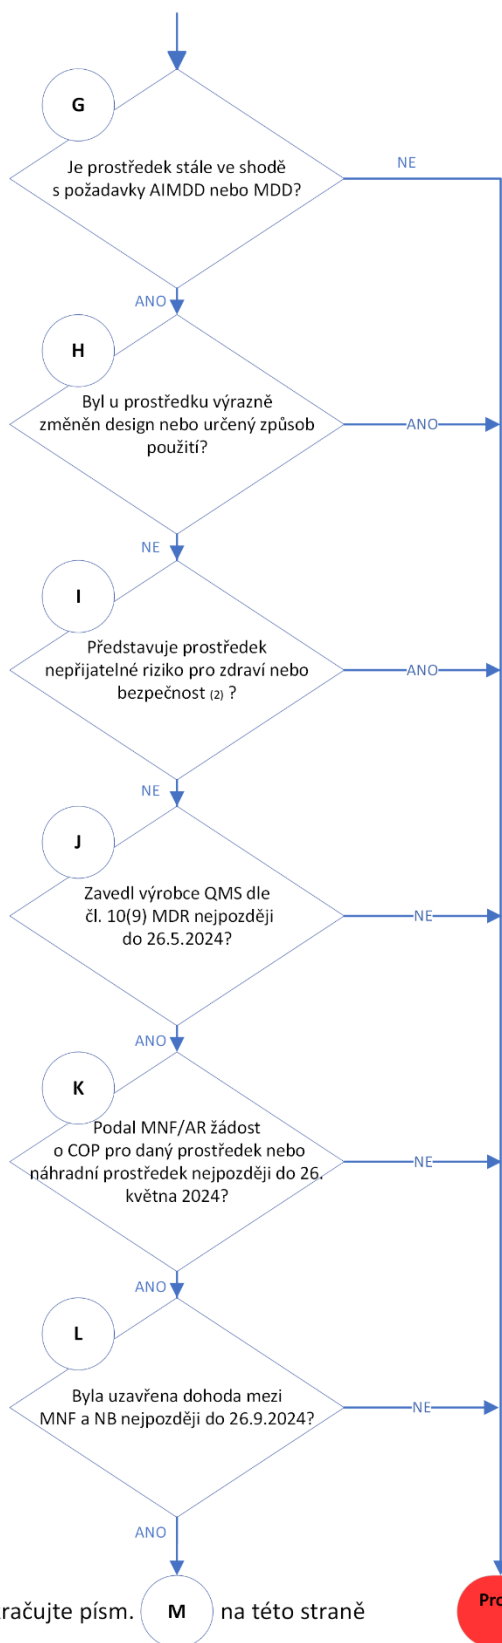 G
Je prostředek stále ve shodě
s požadavky AIMDD nebo MDD?
NE
ANO
H
Byl u prostředku výrazně
změněn design nebo určený způsob
použití?
ANO
NE
I
Představuje prostředek
nepřijatelné riziko pro zdraví nebo
bezpečnost (2) ?
ANO
NE
J
Zavedl výrobce QMS dle
čl. 10(9) MDR nejpozději
do 26.5.2024?
NE
ANO
K
Podal MNF/AR žádost
o COP pro daný prostředek nebo
náhradní prostředek nejpozději do 26.
května 2024?
NE
ANO
L
Byla uzavřena dohoda mezi
MNF a NB nejpozději do 26.9.2024?
NE
ANO
račujte písm. M na této straně
Pro